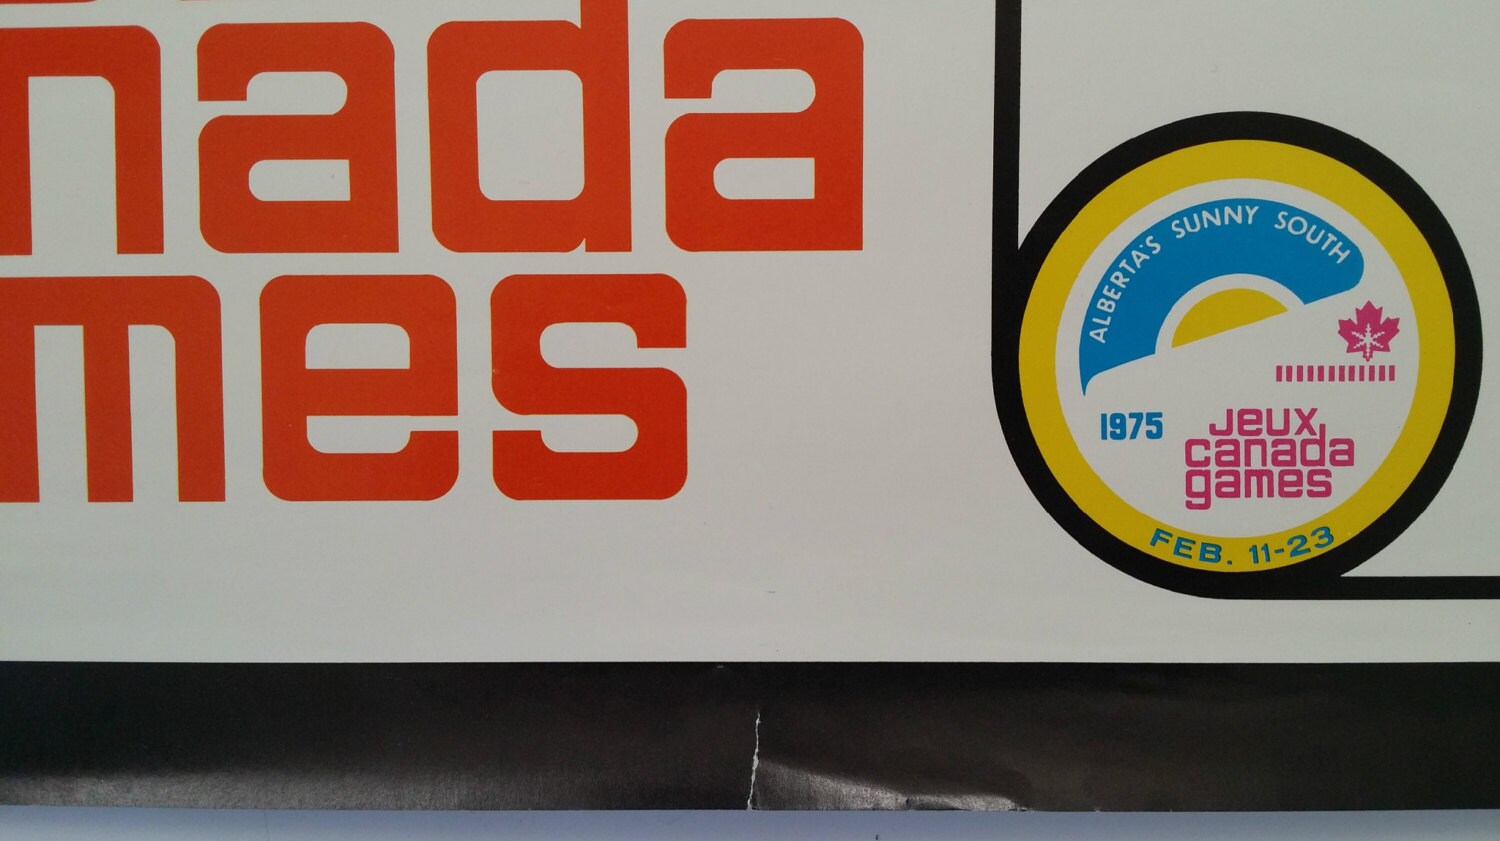 nada
mes
ALBERTA'S SUNNY SOUTH
1975
jeux
canada
games
FEB. 11-23